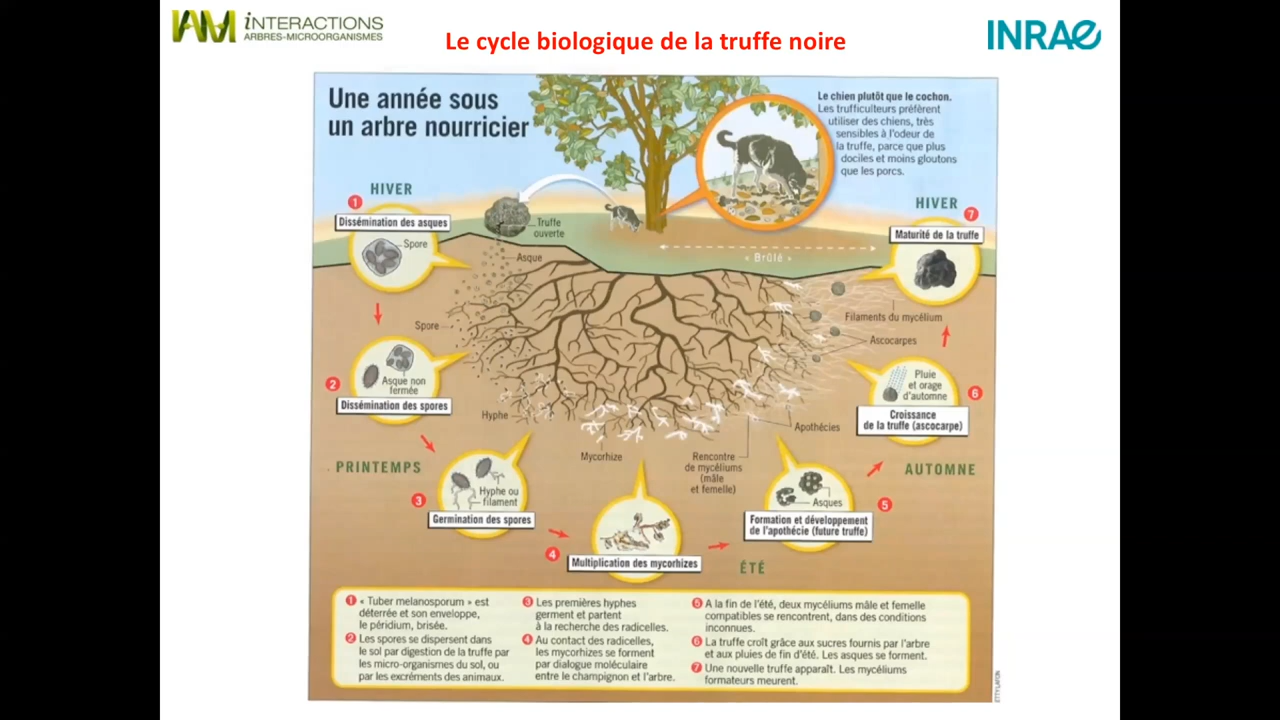 iNTERACTIONS
ARBRES-MICROORGANISMES
Le cycle biologique de la truffe noire
INRAE
Une année sous
un arbre nourricier
Le chien plutôt que le cochon.
Les trufficulteurs préfèrent
utiliser des chiens, très
sensibles à l'odeur de
la truffe, parce que plus
dociles et moins gloutons
que les porcs.
HIVER
1
Dissémination des asques
Spore
Truffe
ouverte
Asque
« Brûlé »
HIVER
7
Maturité de la truffe
Filaments du mycélium
Ascocarpes
Spore
2
Asque non
fermée
Dissémination des spores
Pluie
et orage
d'automne
6
Croissance
de la truffe (ascocarpe)
Hyphe
Mycorhize
Rencontre
de mycéliums
(mâle
et femelle)
Apothécies
PRINTEMPS
AUTOMNE
3
Hyphe ou
filament
Germination des spores
4
Multiplication des mycorhizes
5
Asques
Formation et développement
de l'apothécie (future truffe)
ÉTÉ
1 « Tuber melanosporum » est
déterrée et son enveloppe,
le péridium, brisée.
2 Les spores se dispersent dans
le sol par digestion de la truffe par
les micro-organismes du sol, ou
par les excréments des animaux.
3 Les premières hyphes
germent et partent
à la recherche des radicelles.
4 Au contact des radicelles,
les mycorhizes se forment
par dialogue moléculaire
entre le champignon et l'arbre.
5 A la fin de l'été, deux mycéliums mâle et femelle
compatibles se rencontrent, dans des conditions
inconnues.
6 La truffe croît grâce aux sucres fournis par l'arbre
et aux pluies de fin d'été. Les asques se forment.
7 Une nouvelle truffe apparaît. Les mycéliums
formateurs meurent.